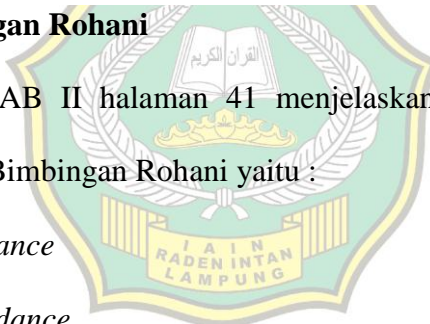 gan Rohani
القرآن الكريم
AB II halaman 41 menjelaskan
Bimbingan Rohani yaitu :
ance
I A I N
RADEN INTAN
LAMPUNG
dance